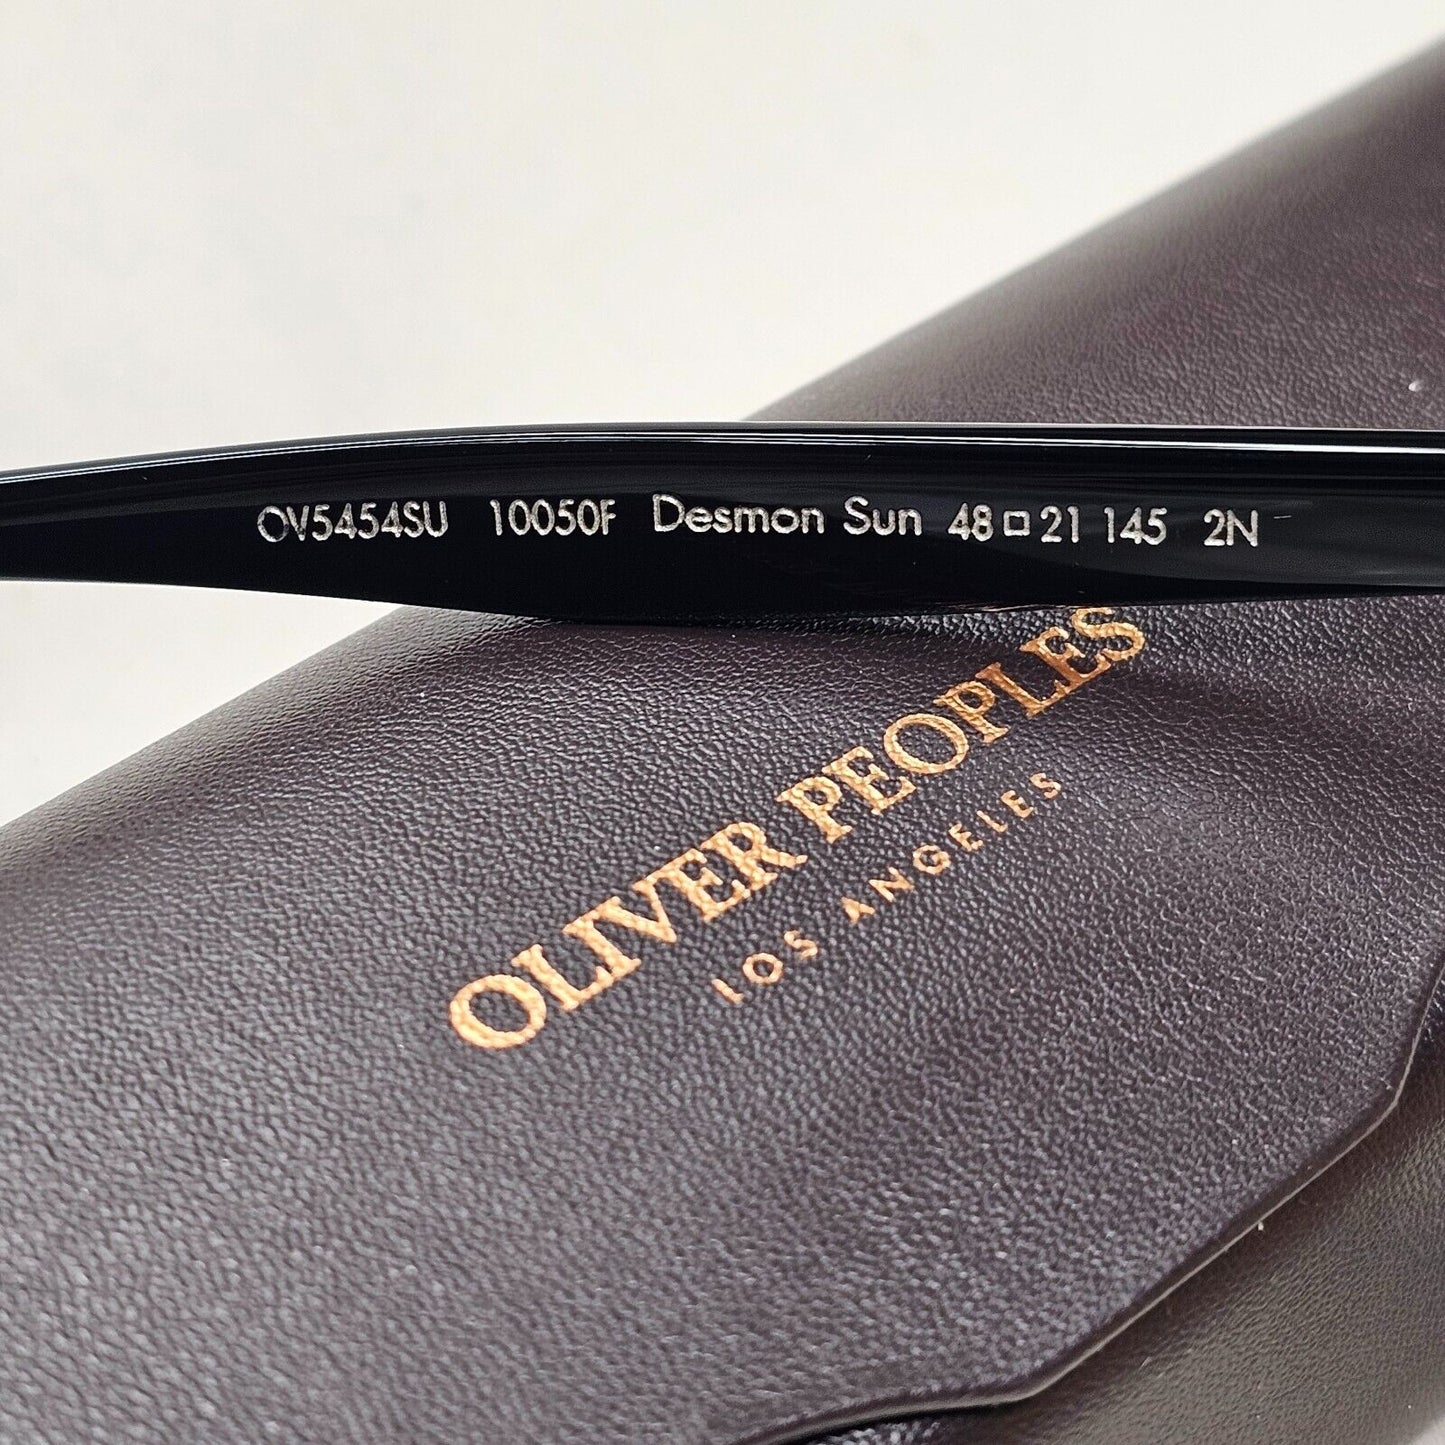 OV5454SU 10050F Desmon Sun 48□21 145 2N
OLIVER PEOPLES
LOS ANGELES